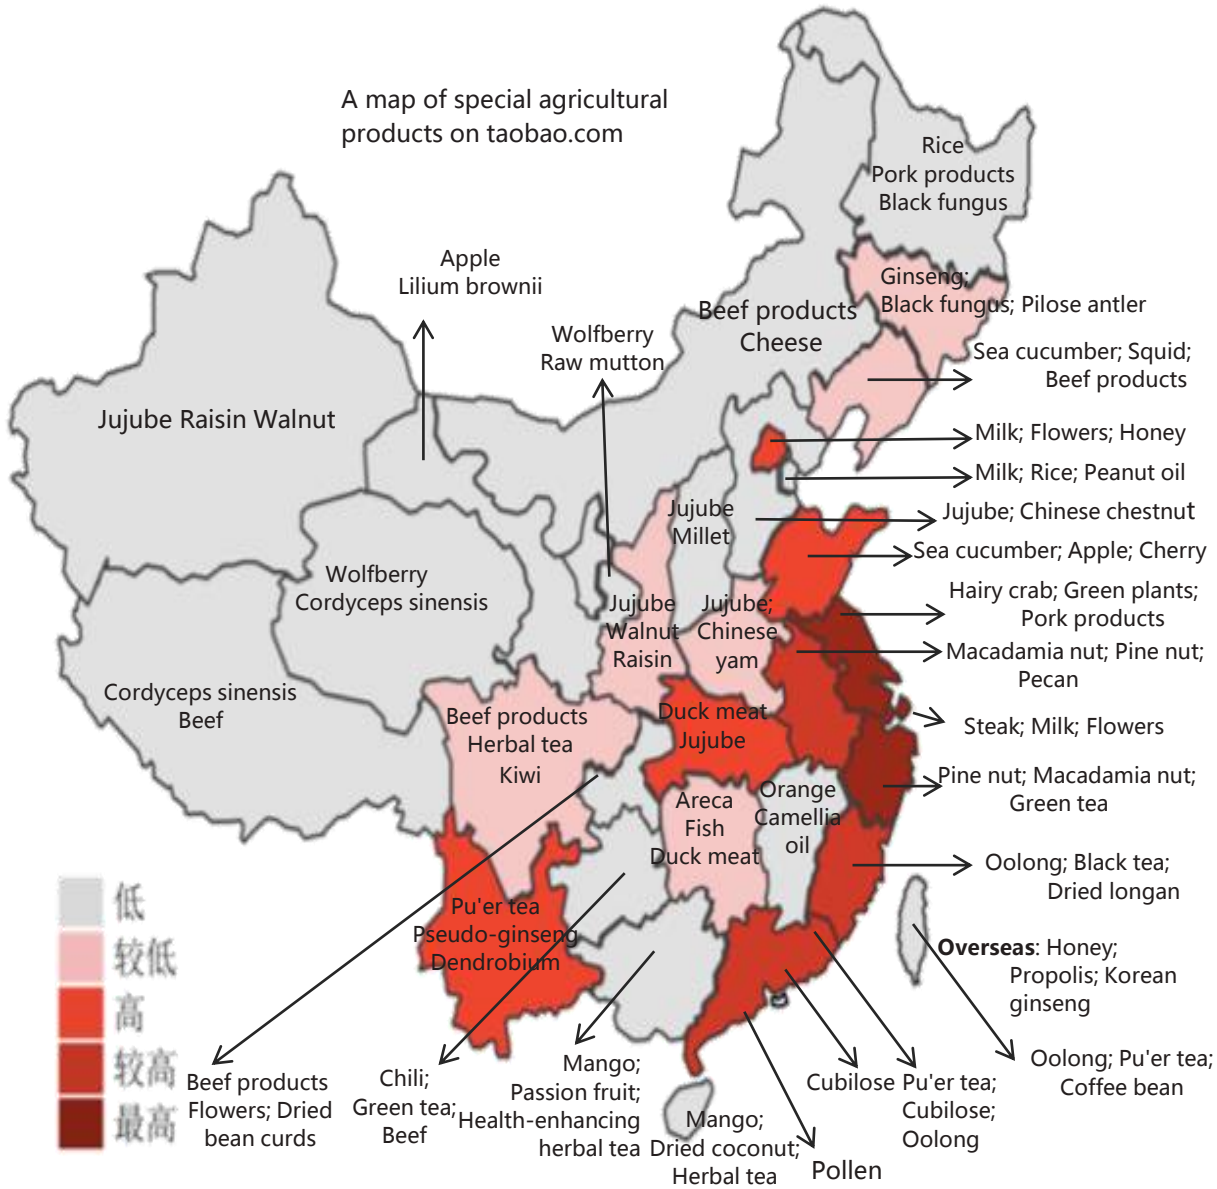 A map of special agricultural
products on taobao.com
Rice
Pork products
Black fungus
Apple
Lilium brownii
Ginseng;
Black fungus; Pilose antler
Beef products
Cheese
Wolfberry
Raw mutton
Sea cucumber; Squid;
Beef products
Jujube Raisin Walnut
Milk; Flowers; Honey
Milk; Rice; Peanut oil
Jujube
Millet
Jujube; Chinese chestnut
Sea cucumber; Apple; Cherry
Wolfberry
Cordyceps sinensis
Jujube
Walnut
Raisin
Jujube;
Chinese
yam
Hairy crab; Green plants;
Pork products
Macadamia nut; Pine nut;
Pecan
Cordyceps sinensis
Beef
Beef products
Herbal tea
Kiwi
Duck meat
Jujube
Steak; Milk; Flowers
Pine nut; Macadamia nut;
Green tea
Areca
Fish
Duck meat
Orange
Camellia
oil
Oolong; Black tea;
Dried longan
Pu'er tea
Pseudo-ginseng
Dendrobium
Overseas: Honey;
Propolis; Korean
ginseng
低
较低
高
较高
最高
Beef products
Flowers; Dried
bean curds
Chili;
Green tea;
Beef
Mango;
Passion fruit;
Health-enhancing
herbal tea
Mango;
Dried coconut;
Herbal tea
Pollen
Cubilose
Pu'er tea;
Cubilose;
Oolong
Oolong; Pu'er tea;
Coffee bean